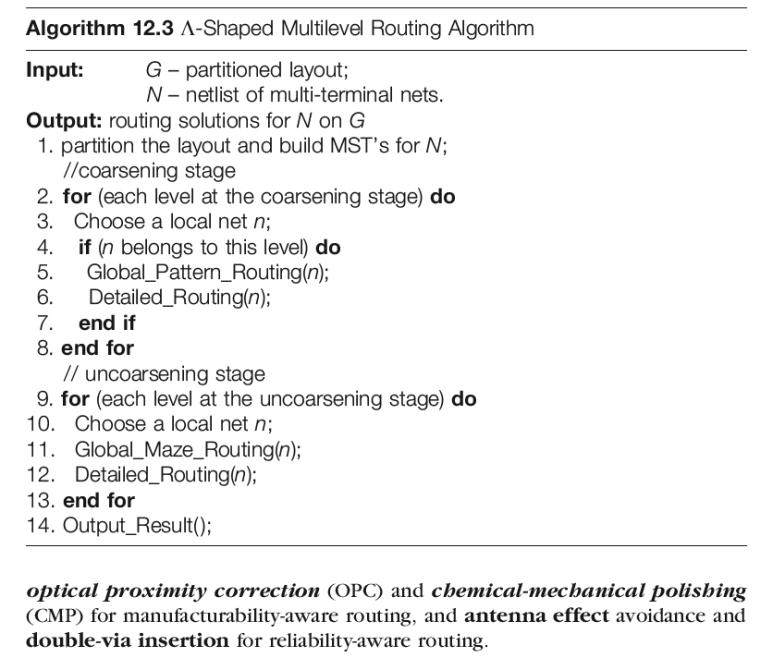 Algorithm 12.3 Λ-Shaped Multilevel Routing Algorithm
Input: G – partitioned layout;
N – netlist of multi-terminal nets.
Output: routing solutions for N on G
1. partition the layout and build MST's for N;
//coarsening stage
2. for (each level at the coarsening stage) do
3. Choose a local net n;
4. if (n belongs to this level) do
5. Global_Pattern_Routing(n);
6. Detailed_Routing(n);
7. end if
8. end for
// uncoarsening stage
9. for (each level at the uncoarsening stage) do
10. Choose a local net n;
11. Global_Maze_Routing(n);
12. Detailed_Routing(n);
13. end for
14. Output_Result();
optical proximity correction (OPC) and chemical-mechanical polishing
(CMP) for manufacturability-aware routing, and antenna effect avoidance and
double-via insertion for reliability-aware routing.